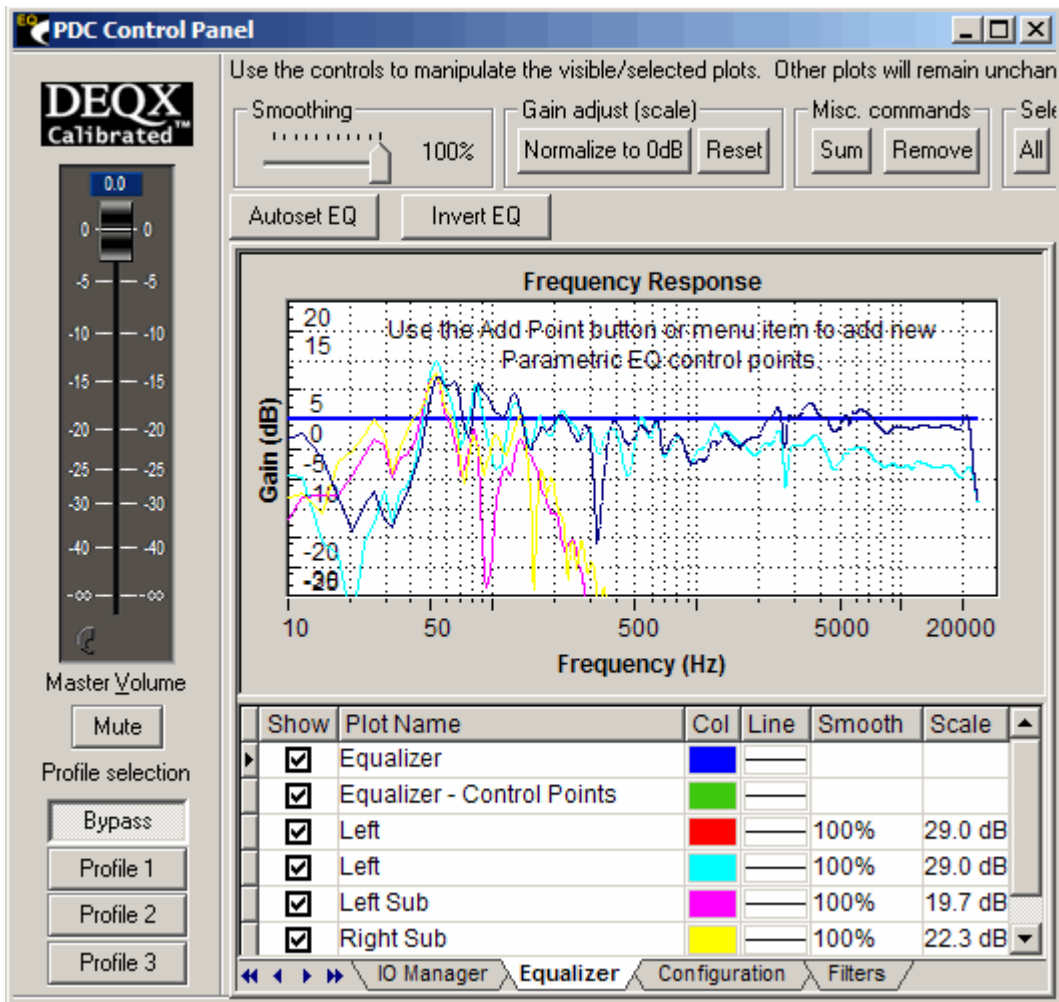 PDC Control Panel
DEQX
Calibrated™
Use the controls to manipulate the visible/selected plots. Other plots will remain unchan
Smoothing
100%
Gain adjust (scale)
Normalize to 0dB
Reset
Misc. commands
Sum
Remove
Sele
All
Autoset EQ
Invert EQ
0.0
0 0
-5 -5
-10 -10
-15 -15
-20 -20
-25 -25
-30 -30
-40 -40
-∞ -∞
Master Volume
Mute
Profile selection
Bypass
Profile 1
Profile 2
Profile 3
Frequency Response
Use the Add Point button or menu item to add new
Parametric EQ control points.
Gain (dB)
20
15
5
0
-5
-10
-20
10 50 500 5000 20000
Frequency (Hz)
Show Plot Name Col Line Smooth Scale
Equalizer
Equalizer - Control Points
Left 100% 29.0 dB
Left 100% 29.0 dB
Left Sub 100% 19.7 dB
Right Sub 100% 22.3 dB
IO Manager Equalizer Configuration Filters